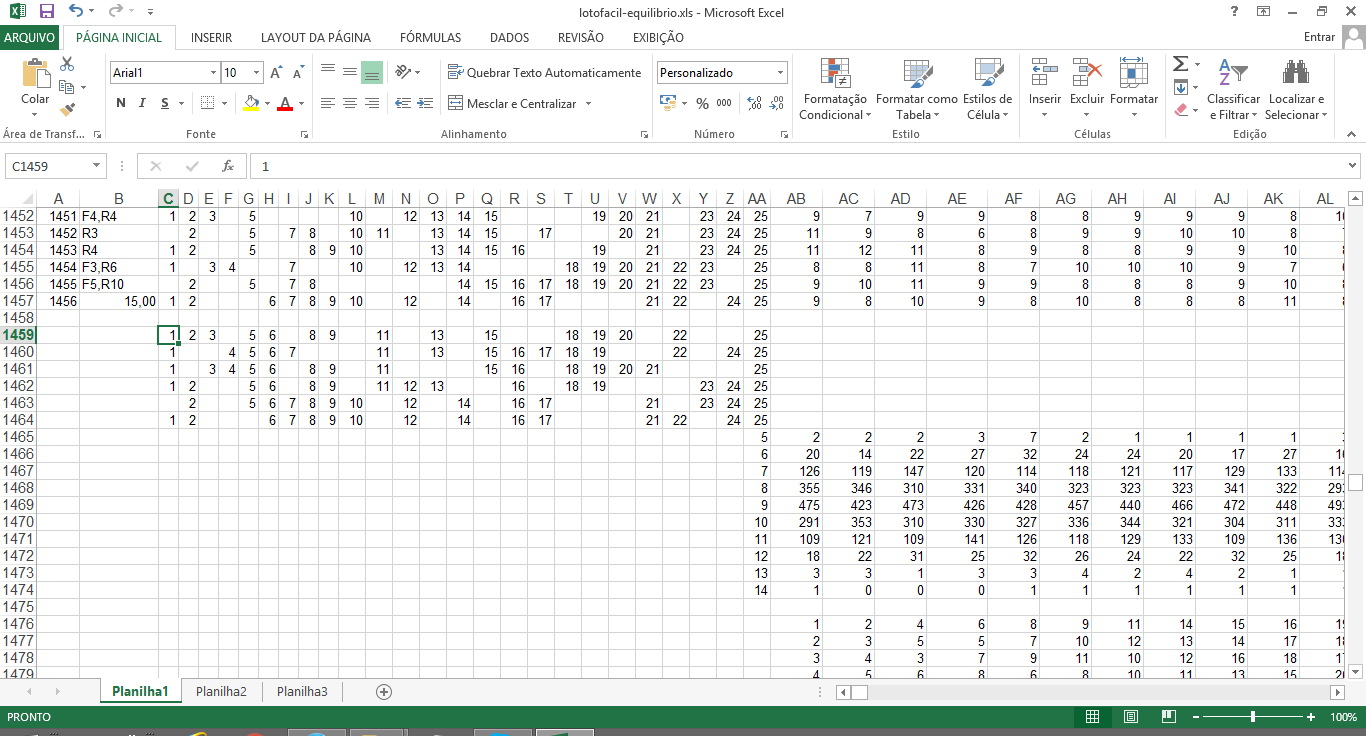 lotofacil-equilibrio.xls - Microsoft Excel
ARQUIVO PÁGINA INICIAL INSERIR LAYOUT DA PÁGINA FÓRMULAS DADOS REVISÃO EXIBIÇÃO Entrar
Colar Arial1 10 Quebrar Texto Automaticamente Personalizado
N I S Mesclar e Centralizar % 000
Formatação Condicional Formatar como Tabela Estilos de Célula Inserir Excluir Formatar Classificar e Filtrar Localizar e Selecionar
Área de Transf... Fonte Alinhamento Número Estilo Células Edição
C1459 fx 1
A B C D E F G H I J K L M N O P Q R S T U V W X Y Z AA AB AC AD AE AF AG AH AI AJ AK AL
1452 1451 F4,R4 1 2 3 5 10 12 13 14 15 19 20 21 23 24 25 9 7 9 9 8 8 9 9 9 8
1453 1452 R3 2 5 7 8 10 11 13 14 15 17 20 21 23 24 25 11 9 8 8 8 9 9 10 10 8
1454 1453 R4 1 2 5 8 9 10 13 14 15 16 19 21 23 24 25 11 12 11 8 9 8 8 9 9 10
1455 1454 F3,R6 1 3 4 7 10 12 13 14 18 19 20 21 22 23 25 8 8 11 8 7 10 10 10 9 7
1456 1455 F5,R10 2 5 7 8 14 15 16 17 18 19 20 21 22 23 25 9 10 11 9 9 8 8 8 9 10
1457 1456 15,00 1 2 6 7 8 9 10 12 14 16 17 21 22 24 25 9 8 10 9 8 10 8 8 8 11
1458
1459 1 2 3 5 6 8 9 11 13 15 18 19 20 22 25
1460 1 4 5 6 7 11 13 15 16 17 18 19 22 24 25
1461 1 3 4 5 6 8 9 11 15 16 18 19 20 21 25
1462 1 2 5 6 8 9 11 12 13 16 18 19 23 24 25
1463 2 5 6 7 8 9 10 12 14 16 17 21 23 24 25
1464 1 2 6 7 8 9 10 12 14 16 17 21 22 24 25
1465 5 2 2 2 3 7 2 1 1 1 1
1466 6 20 14 22 27 32 24 24 20 17 27
1467 7 126 119 147 120 114 118 121 117 129 133
1468 8 355 346 310 331 340 323 323 323 341 322
1469 9 475 423 473 426 428 457 440 466 472 448
1470 10 291 353 310 330 327 336 344 321 304 311
1471 11 109 121 109 141 126 118 129 133 109 136
1472 12 18 22 31 25 32 26 24 22 32 25
1473 13 3 3 1 3 3 4 2 4 2 1
1474 14 1 0 0 0 1 1 1 1 1 1
1475
1476 1 2 4 6 8 9 11 14 15 16
1477 2 3 5 5 7 10 12 13 14 17
1478 3 4 3 7 9 11 10 12 16 18
1479 4 5 6 8 6 8 10 11 13 15
Planilha1 Planilha2 Planilha3
PRONTO 100%